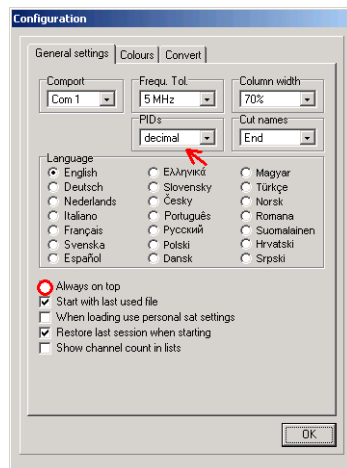 Configuration
General settings Colours Convert
Comport Frequ. Tol. Column width
Com 1 5 MHz 70%
PIDs Cut names
decimal End
Language
English Ελληνικά Magyar
Deutsch Slovensky Türkçe
Nederlands Česky Norsk
Italiano Português Romana
Français Русский Suomalainen
Svenska Polski Hrvatski
Español Dansk Srpski
Always on top
Start with last used file
When loading use personal sat settings
Restore last session when starting
Show channel count in lists
OK